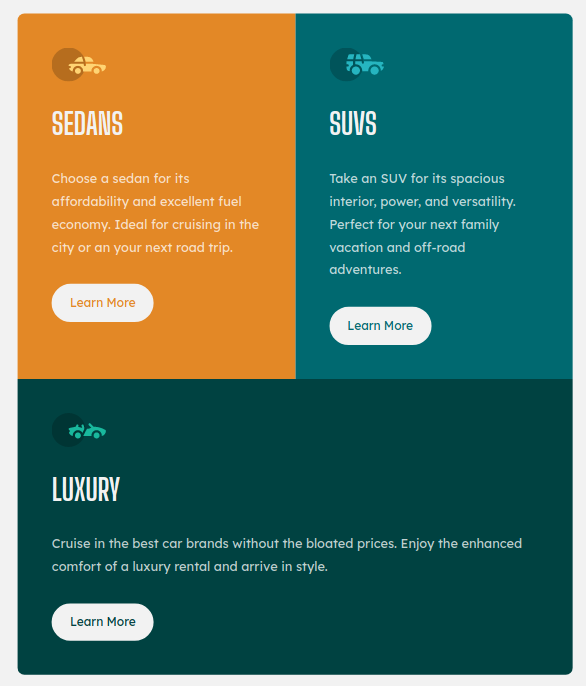 SEDANS
Choose a sedan for its
affordability and excellent fuel
economy. Ideal for cruising in the
city or an your next road trip.
Learn More
SUVS
Take an SUV for its spacious
interior, power, and versatility.
Perfect for your next family
vacation and off-road
adventures.
Learn More
LUXURY
Cruise in the best car brands without the bloated prices. Enjoy the enhanced
comfort of a luxury rental and arrive in style.
Learn More